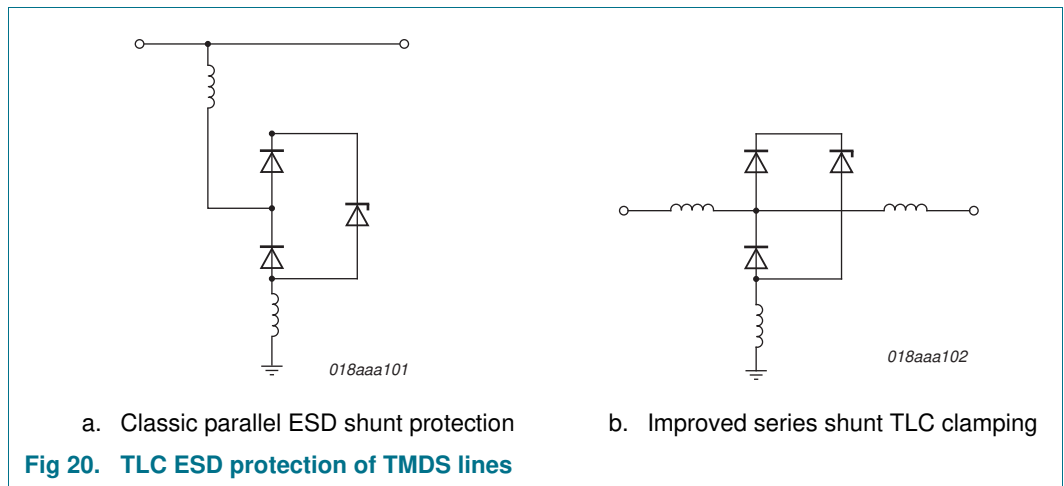 018aaa101
018aaa102
a. Classic parallel ESD shunt protection
b. Improved series shunt TLC clamping
Fig 20. TLC ESD protection of TMDS lines